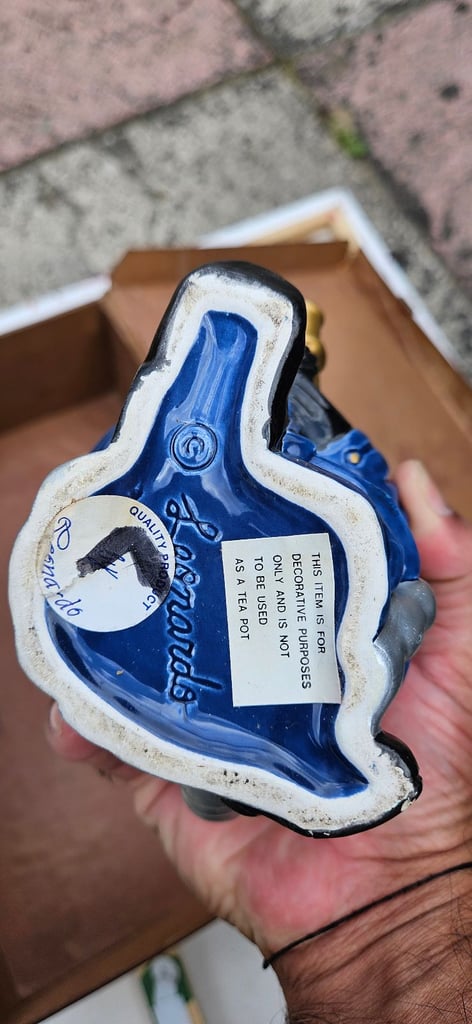 ©
Leonardo
THIS ITEM IS FOR
DECORATIVE PURPOSES
ONLY AND IS NOT
TO BE USED
AS A TEA POT
QUALITY PRODUCT
Leonardo